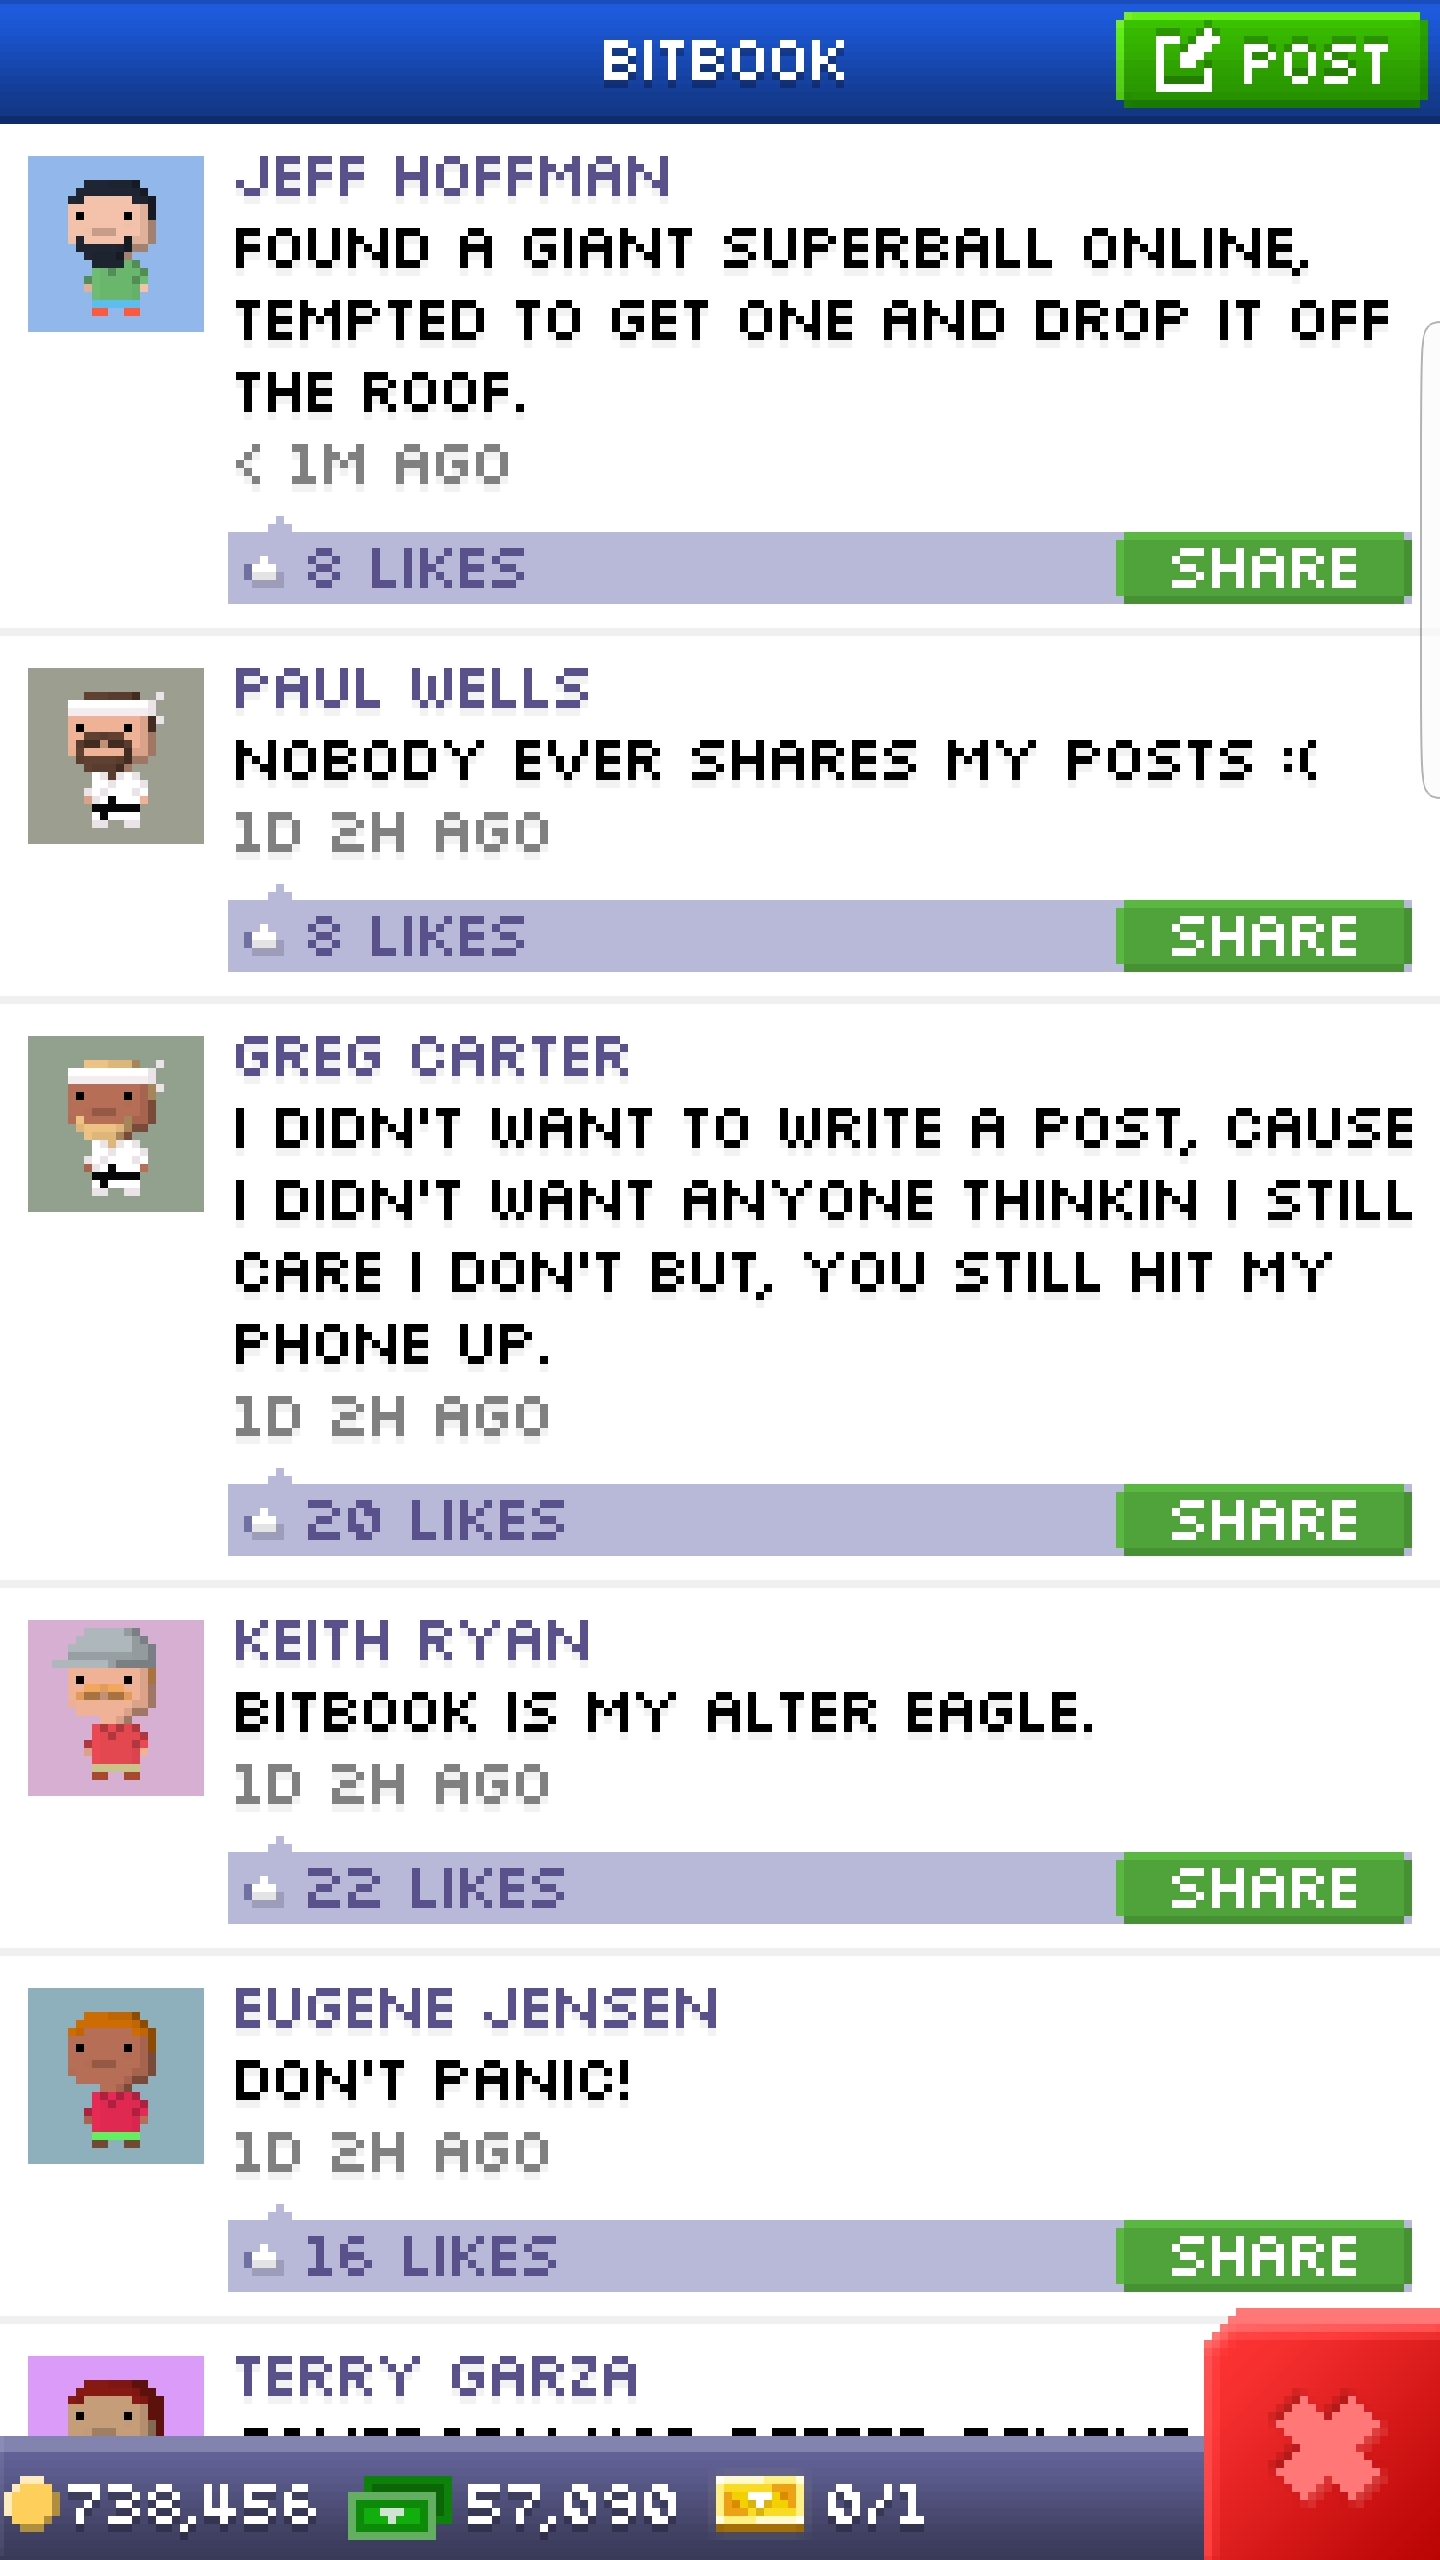 BITBOOK
POST
JEFF HOFFMAN
FOUND A GIANT SUPERBALL ONLINE,
TEMPTED TO GET ONE AND DROP IT OFF
THE ROOF.
< 1M AGO
8 LIKES
SHARE
PAUL WELLS
NOBODY EVER SHARES MY POSTS :(
1D 2H AGO
8 LIKES
SHARE
GREG CARTER
I DIDN'T WANT TO WRITE A POST, CAUSE
I DIDN'T WANT ANYONE THINKIN I STILL
CARE I DON'T BUT, YOU STILL HIT MY
PHONE UP.
1D 2H AGO
20 LIKES
SHARE
KEITH RYAN
BITBOOK IS MY ALTER EAGLE.
1D 2H AGO
22 LIKES
SHARE
EUGENE JENSEN
DON'T PANIC!
1D 2H AGO
16 LIKES
SHARE
TERRY GARZA
738,456
57,090
0/1